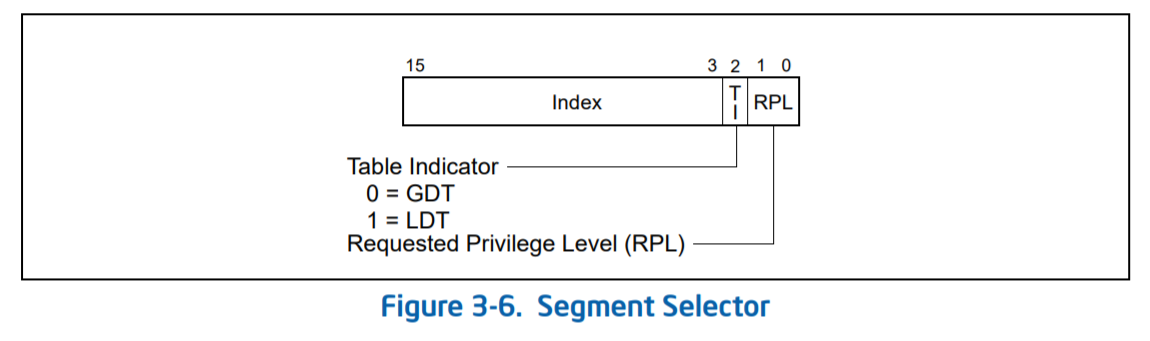 15 3 2 1 0
Index TI RPL
Table Indicator
0 = GDT
1 = LDT
Requested Privilege Level (RPL)
Figure 3-6. Segment Selector